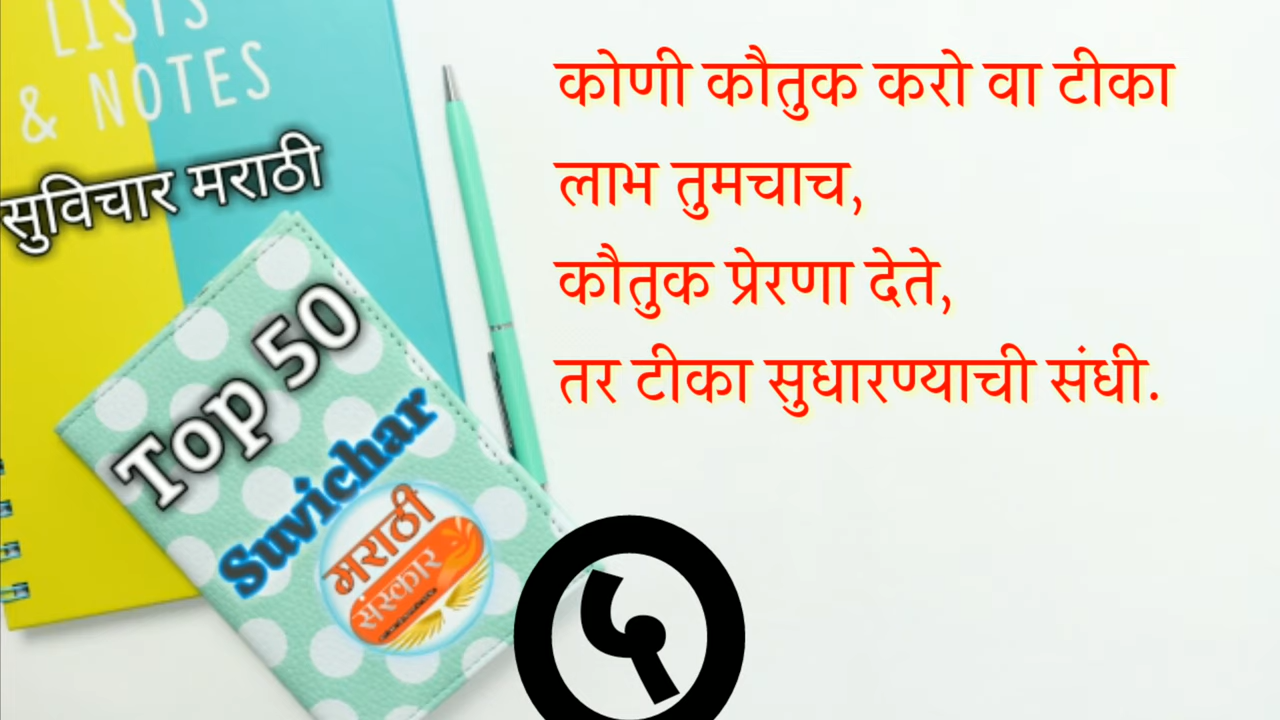 LISTS
& NOTES
सुविचार मराठी
Top 50
Suvichar
मराठी
संस्कार
कोणी कौतुक करो वा टीका
लाभ तुमचाच,
कौतुक प्रेरणा देते,
तर टीका सुधारण्याची संधी.
५